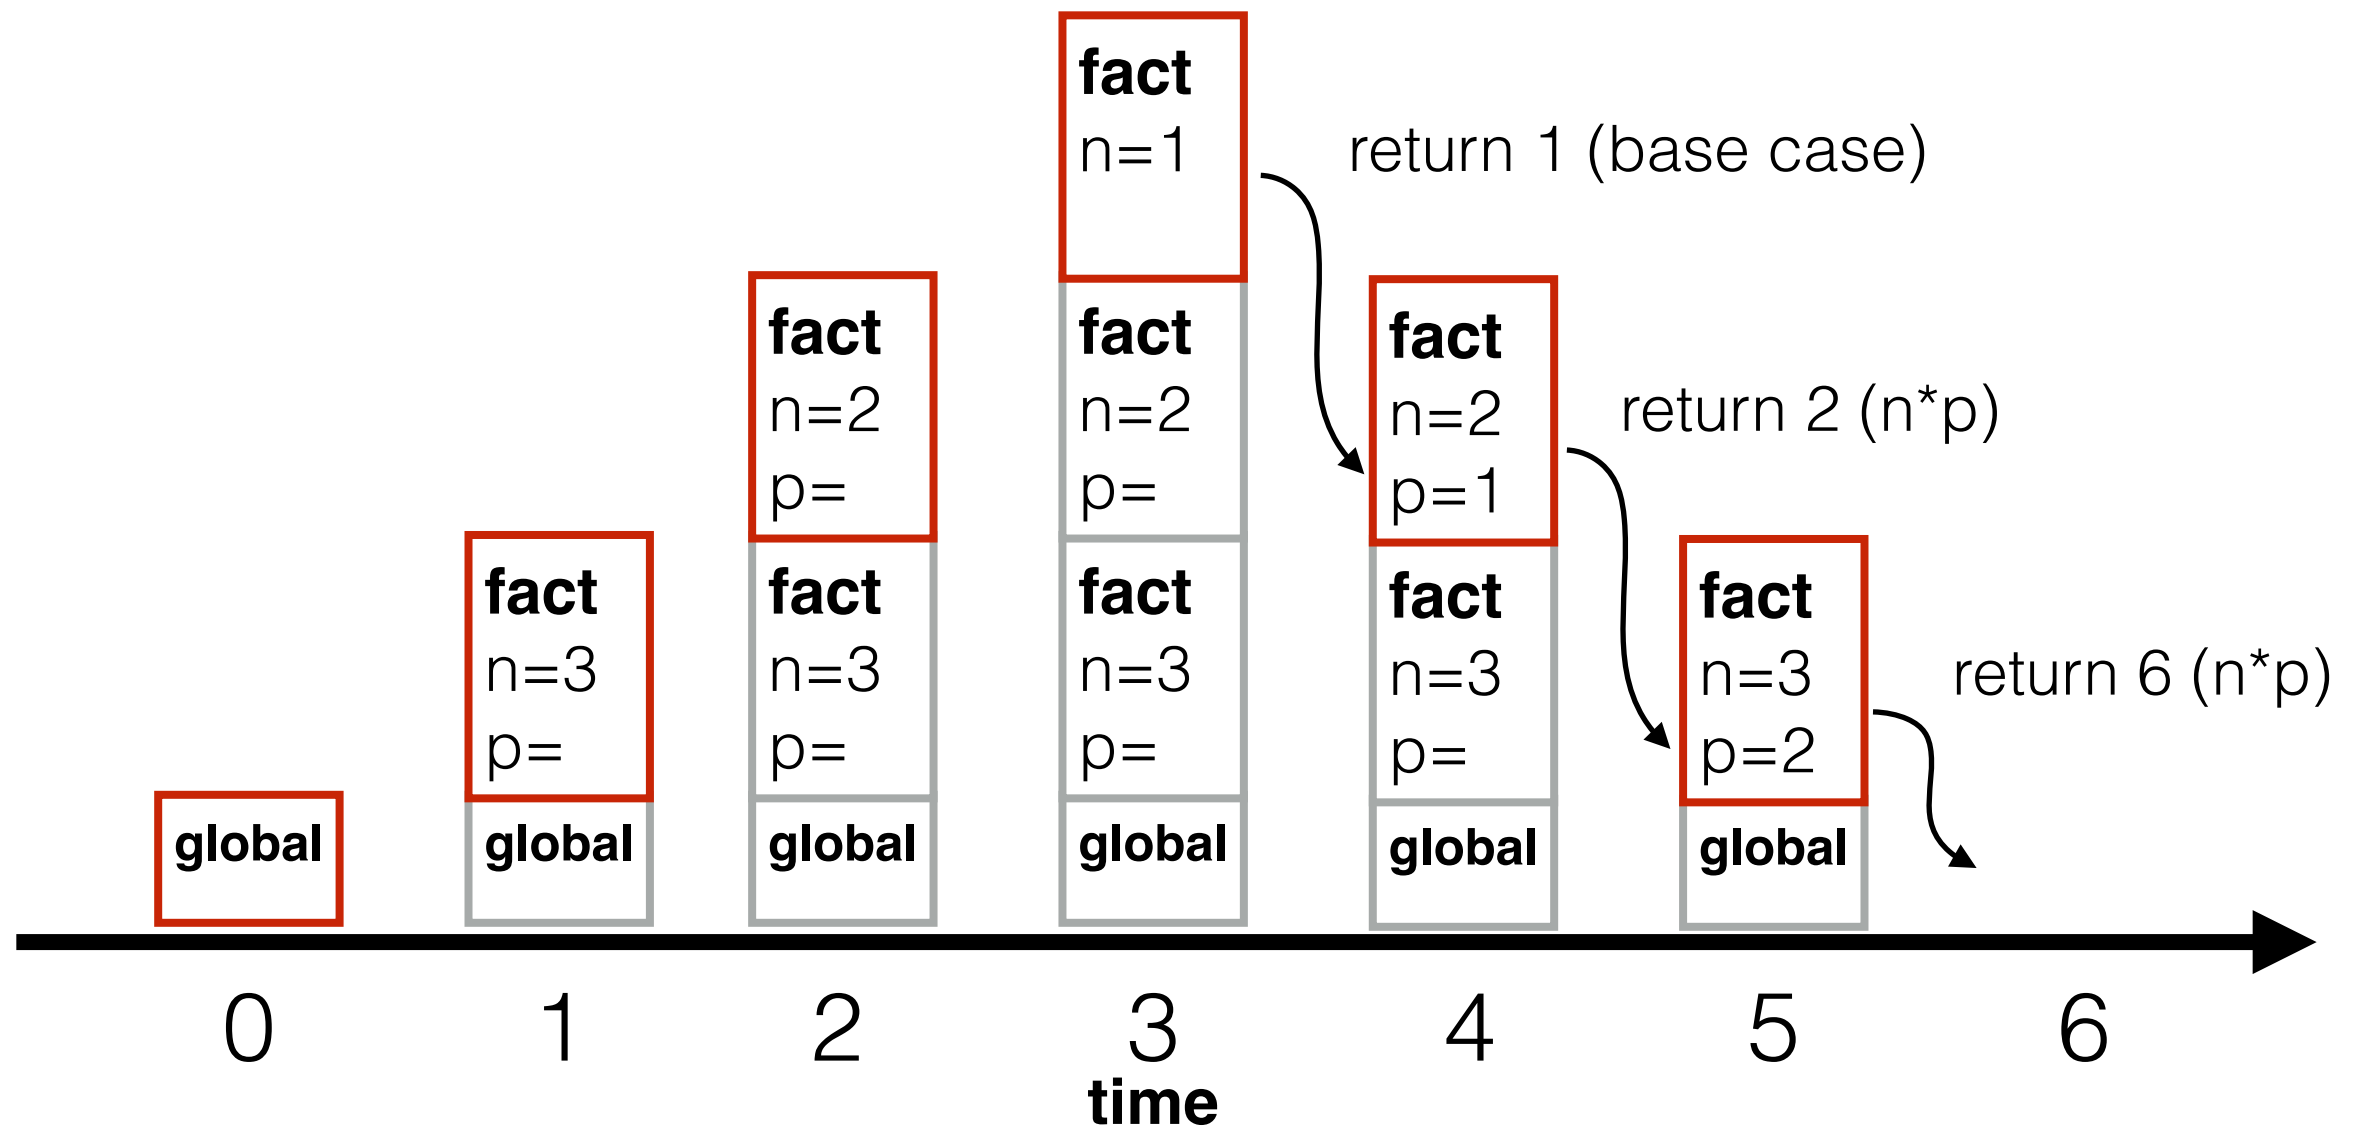 global
fact
n=3
p=
global
fact
n=2
p=
fact
n=3
p=
global
fact
n=1
fact
n=2
p=
fact
n=3
p=
global
return 1 (base case)
fact
n=2
p=1
fact
n=3
p=
global
return 2 (n*p)
fact
n=3
p=2
global
return 6 (n*p)
0 1 2 3 4 5 6
time